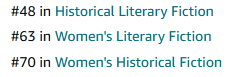 #48 in Historical Literary Fiction
#63 in Women's Literary Fiction
#70 in Women's Historical Fiction